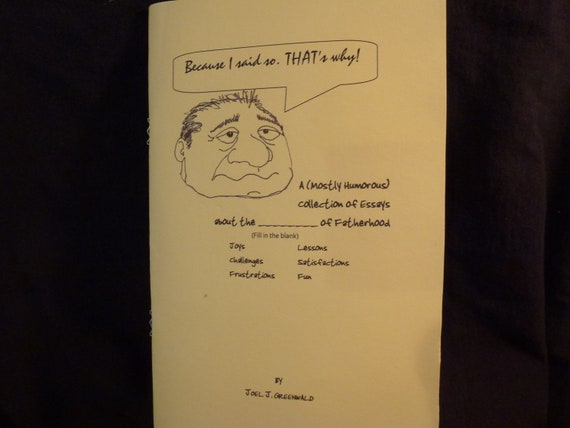 Because I said so. THAT's why!
A (Mostly Humorous)
Collection of Essays
about the __________ of Fatherhood
(Fill in the blank)
Joys Lessons
Challenges Satisfactions
Frustrations Fun
BY
JOEL J. GREENWALD